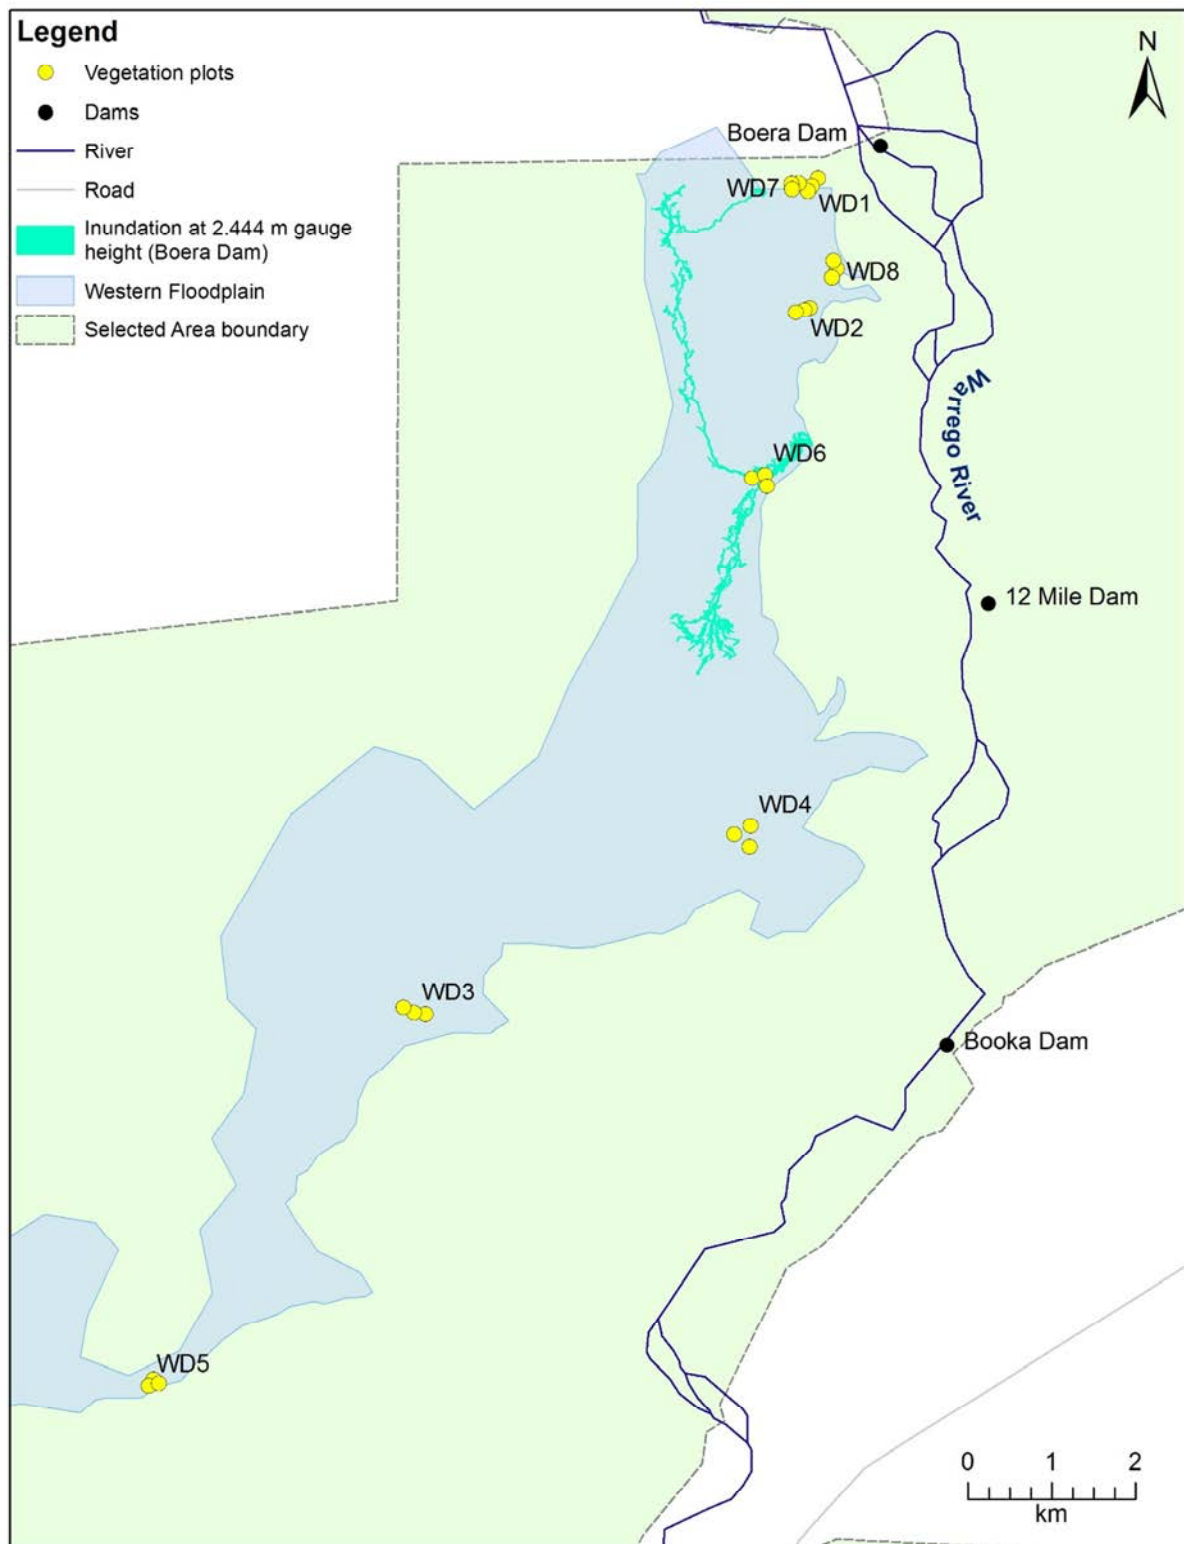 Legend
Vegetation plots
Dams
River
Road
Inundation at 2.444 m gauge
height (Boera Dam)
Western Floodplain
Selected Area boundary
N
Boera Dam
WD7
WD1
WD8
WD2
Warrego River
WD6
12 Mile Dam
WD4
WD3
Booka Dam
WD5
0 1 2
km